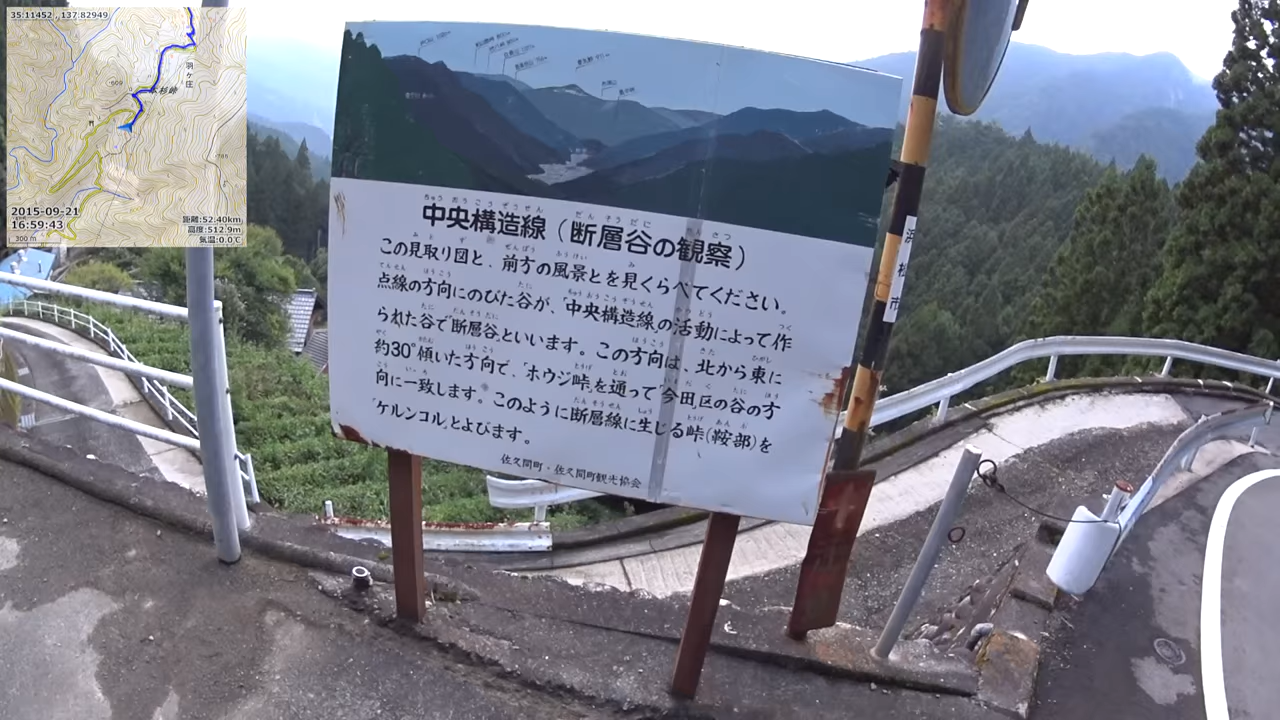 35.11452 , 137.82949
羽ヶ庄
600
水杉峠
700
2015-09-21
16:59:43
距離:52.40km
高度:512.9m
気温:0.0℃
300 m
中央構造線(断層谷の観察)
この見取り図と、前方の風景とを見くらべてください。
点線の方向にのびた谷が、中央構造線の活動によって作
られた谷で断層谷といいます。この方向は、北から東に
約30°傾いた方向で、「ホウジ峠」を通って今田区の谷の方
向に一致します。このように断層線に生じる峠(鞍部)を
「ケルンコル」とよびます。
佐久間町・佐久間町観光協会
浜松市